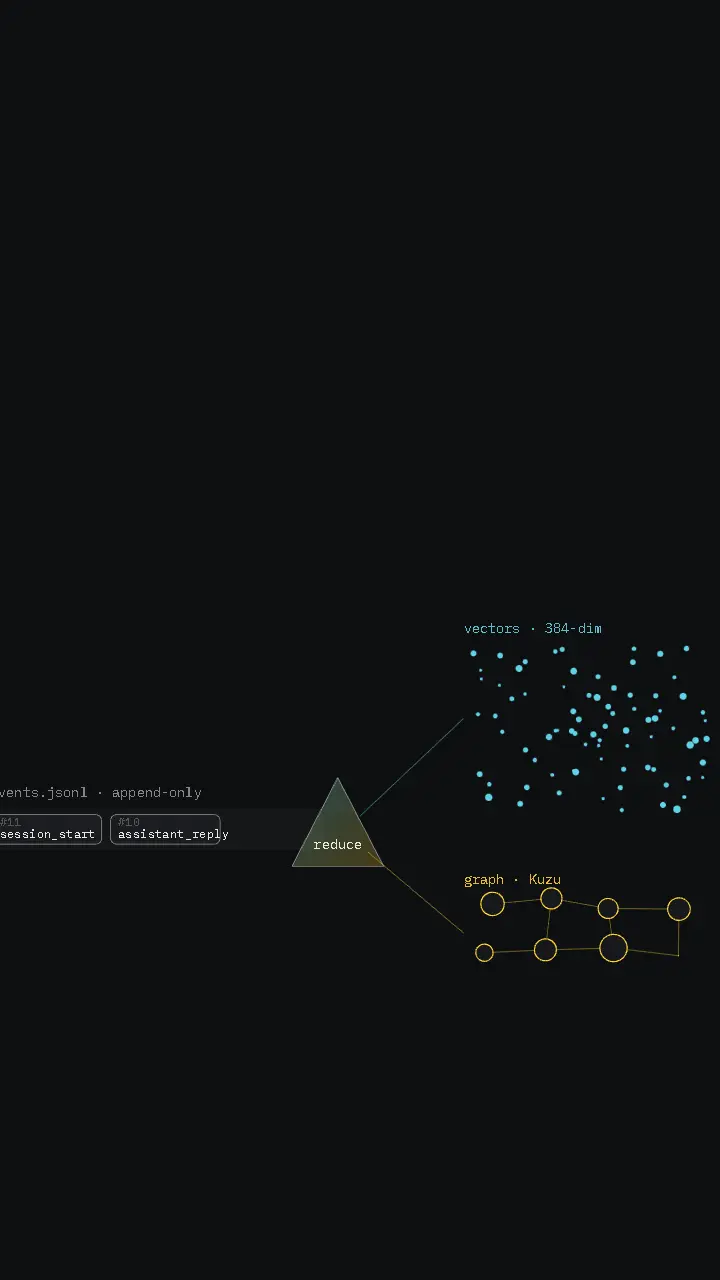 vectors · 384-dim
vents.jsonl · append-only
#11
session_start
#10
assistant_reply
reduce
graph · Kuzu